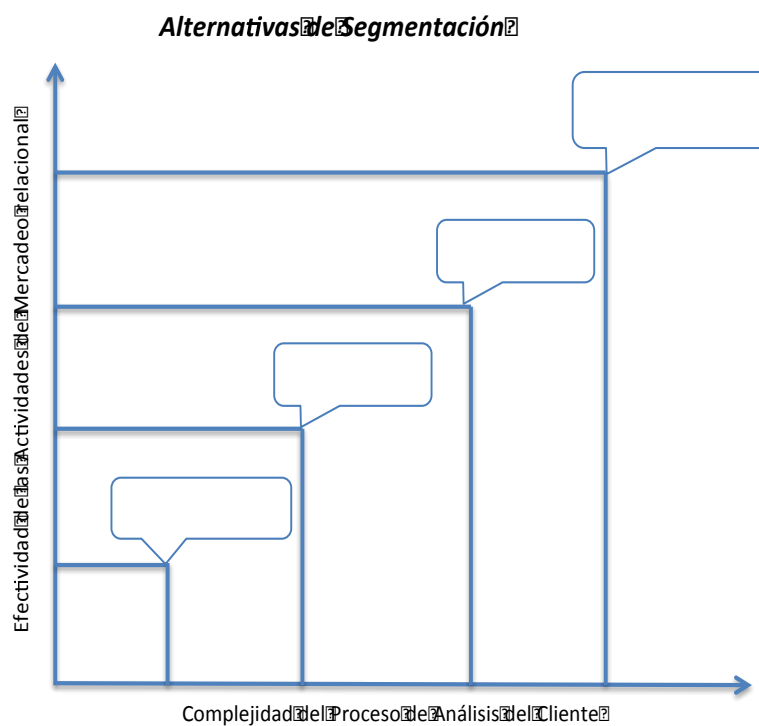 Alternativas de Segmentación
Efectividad de las Actividades de Mercadeo relacional
Complejidad del Proceso de Análisis del Cliente